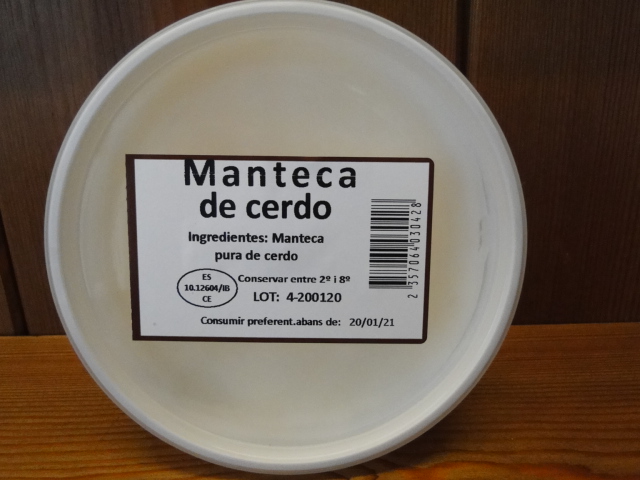 Manteca
de cerdo
Ingredientes: Manteca
pura de cerdo
ES
10.12604/IB
CE
Conservar entre 2º i 8º
LOT: 4-200120
Consumir preferent.abans de: 20/01/21
2 357064 030428